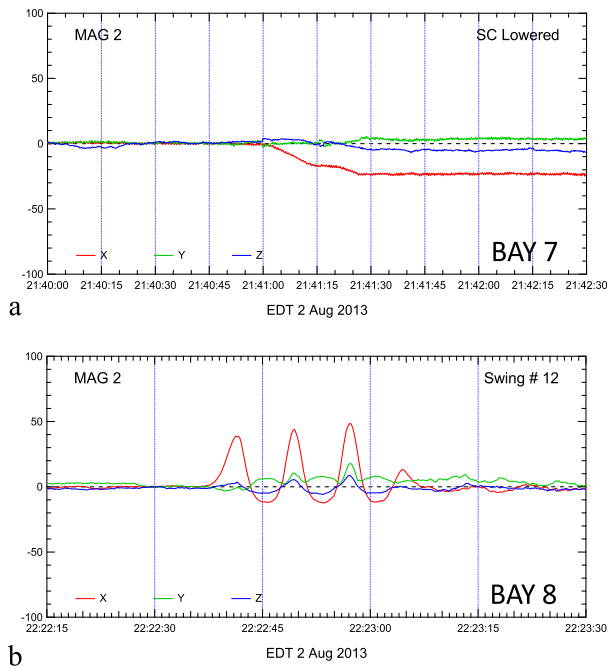 100
MAG 2
SC Lowered
50
0
-50
X
Y
Z
BAY 7
-100
21:40:00 21:40:15 21:40:30 21:40:45 21:41:00 21:41:15 21:41:30 21:41:45 21:42:00 21:42:15 21:42:30
a
EDT 2 Aug 2013
100
MAG 2
Swing # 12
50
0
-50
X
Y
Z
BAY 8
-100
22:22:15 22:22:30 22:22:45 22:23:00 22:23:15 22:23:30
b
EDT 2 Aug 2013